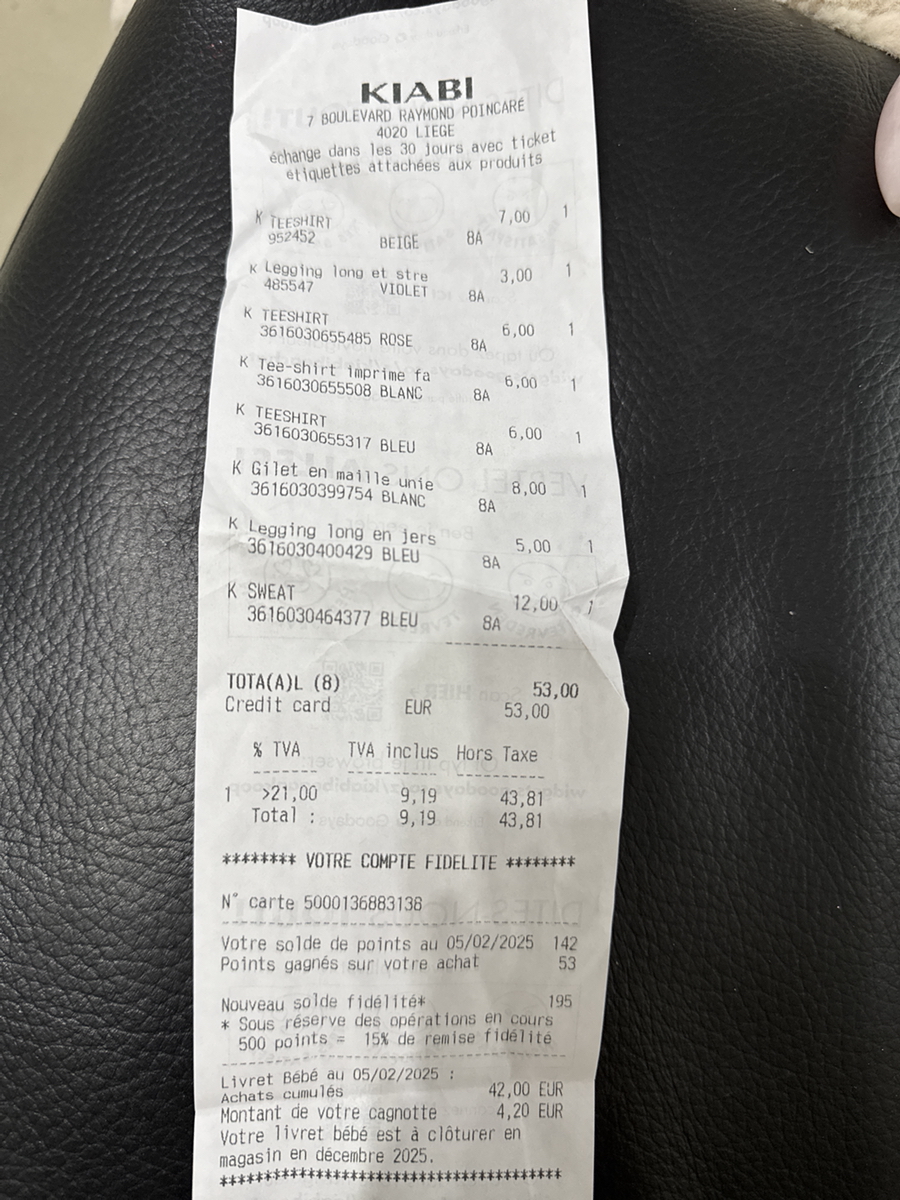 KIABI
7 BOULEVARD RAYMOND POINCARÉ
4020 LIEGE
échange dans les 30 jours avec ticket
étiquettes attachées aux produits
K TEESHIRT 7,00 1
952452 BEIGE 8A
K Legging long et stre 3,00 1
485547 VIOLET 8A
K TEESHIRT 6,00 1
3616030655485 ROSE 8A
K Tee-shirt imprime fa 6,00 1
3616030655508 BLANC 8A
K TEESHIRT 6,00 1
3616030655317 BLEU 8A
K Gilet en maille unie 8,00 1
3616030399754 BLANC 8A
K Legging long en jers 5,00 1
3616030400429 BLEU 8A
K SWEAT 12,00 1
3616030464377 BLEU 8A
------------
TOTA(A)L (8) 53,00
Credit card EUR 53,00
% TVA TVA inclus Hors Taxe
------- ---------- ---------
1 >21,00 9,19 43,81
Total : 9,19 43,81
******** VOTRE COMPTE FIDELITE ********
N° carte 5000136883138
---------------------------------------
Votre solde de points au 05/02/2025 142
Points gagnés sur votre achat 53
Nouveau solde fidélité* 195
* Sous réserve des opérations en cours
500 points = 15% de remise fidélité
---------------------------------------
Livret Bébé au 05/02/2025 :
Achats cumulés 42,00 EUR
Montant de votre cagnotte 4,20 EUR
Votre livret bébé est à clôturer en
magasin en décembre 2025.
***************************************